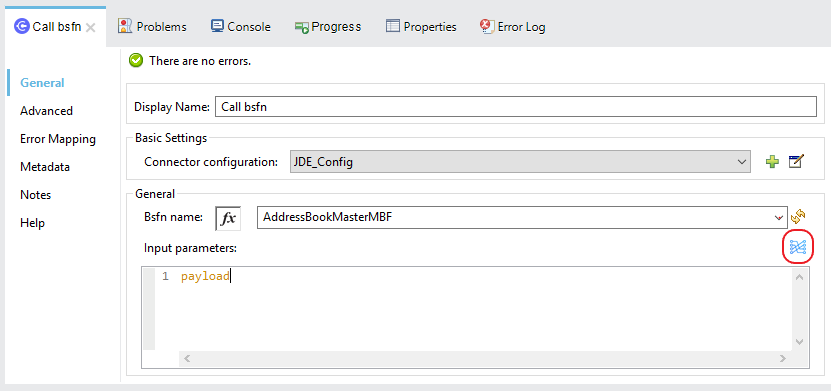 Call bsfn
Problems
Console
Progress
Properties
Error Log
There are no errors.
General
Advanced
Error Mapping
Metadata
Notes
Help
Display Name: Call bsfn
Basic Settings
Connector configuration: JDE_Config
General
Bsfn name: fx AddressBookMasterMBF
Input parameters:
1 payload